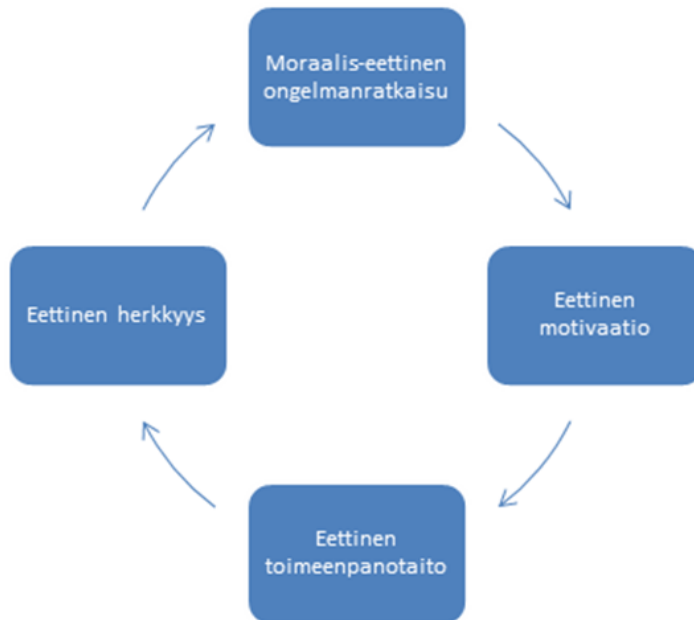 Moraalis-eettinen
ongelmanratkaisu
Eettinen
motivaatio
Eettinen
toimeenpanotaito
Eettinen herkkyys